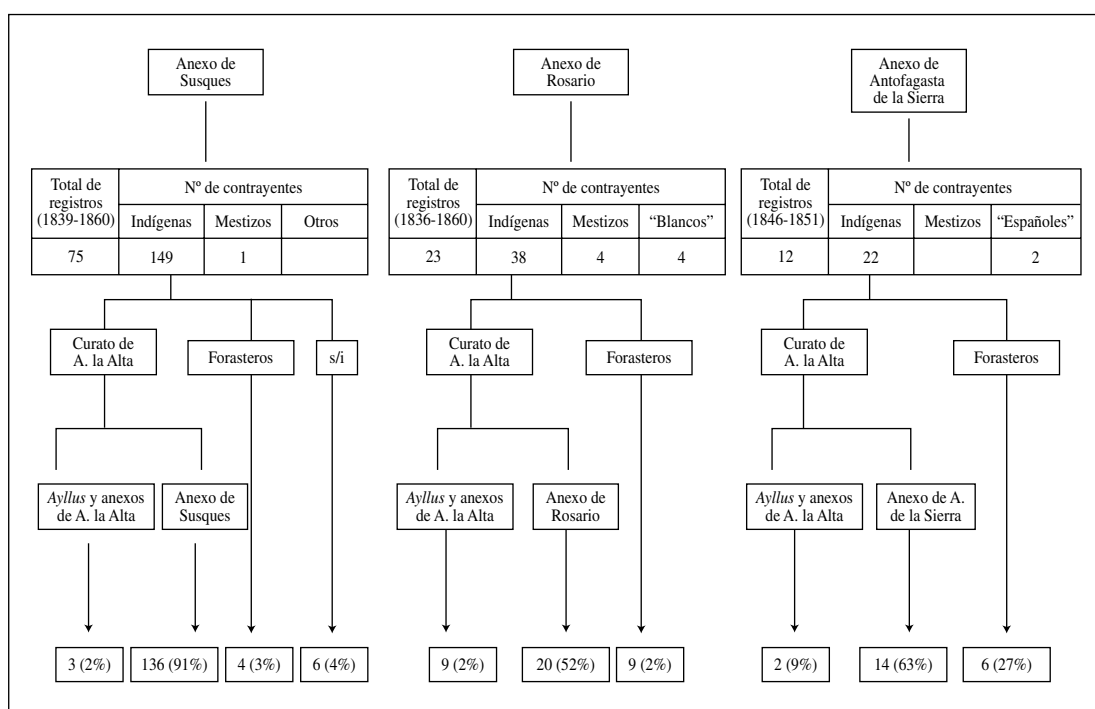 Anexo de
Susques
Total de
registros
(1839-1860)
Nº de contrayentes
Indígenas
Mestizos
Otros
75
149
1
Curato de
A. la Alta
Forasteros
s/i
Ayllus y anexos
de A. la Alta
Anexo de
Susques
3 (2%)
136 (91%)
4 (3%)
6 (4%)
Anexo de
Rosario
Total de
registros
(1836-1860)
Nº de contrayentes
Indígenas
Mestizos
“Blancos”
23
38
4
4
Curato de
A. la Alta
Forasteros
Ayllus y anexos
de A. la Alta
Anexo de
Rosario
9 (2%)
20 (52%)
9 (2%)
Anexo de
Antofagasta
de la Sierra
Total de
registros
(1846-1851)
Nº de contrayentes
Indígenas
Mestizos
“Españoles”
12
22
2
Curato de
A. la Alta
Forasteros
Ayllus y anexos
de A. la Alta
Anexo de A.
de la Sierra
2 (9%)
14 (63%)
6 (27%)